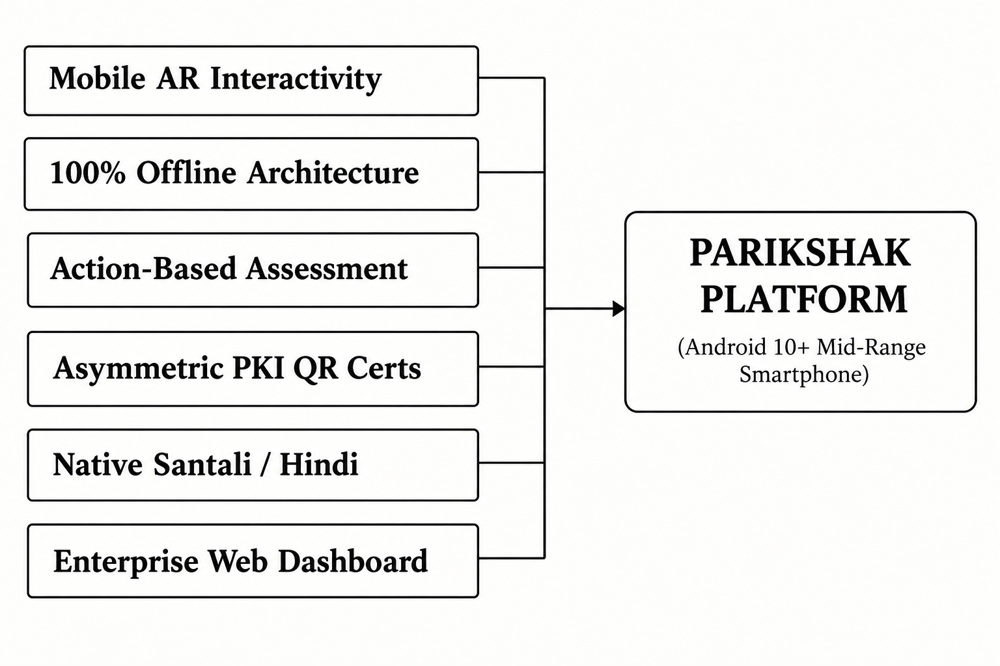 Mobile AR Interactivity
100% Offline Architecture
Action-Based Assessment
Asymmetric PKI QR Certs
Native Santali / Hindi
Enterprise Web Dashboard
PARIKSHAK
PLATFORM
(Android 10+ Mid-Range
Smartphone)